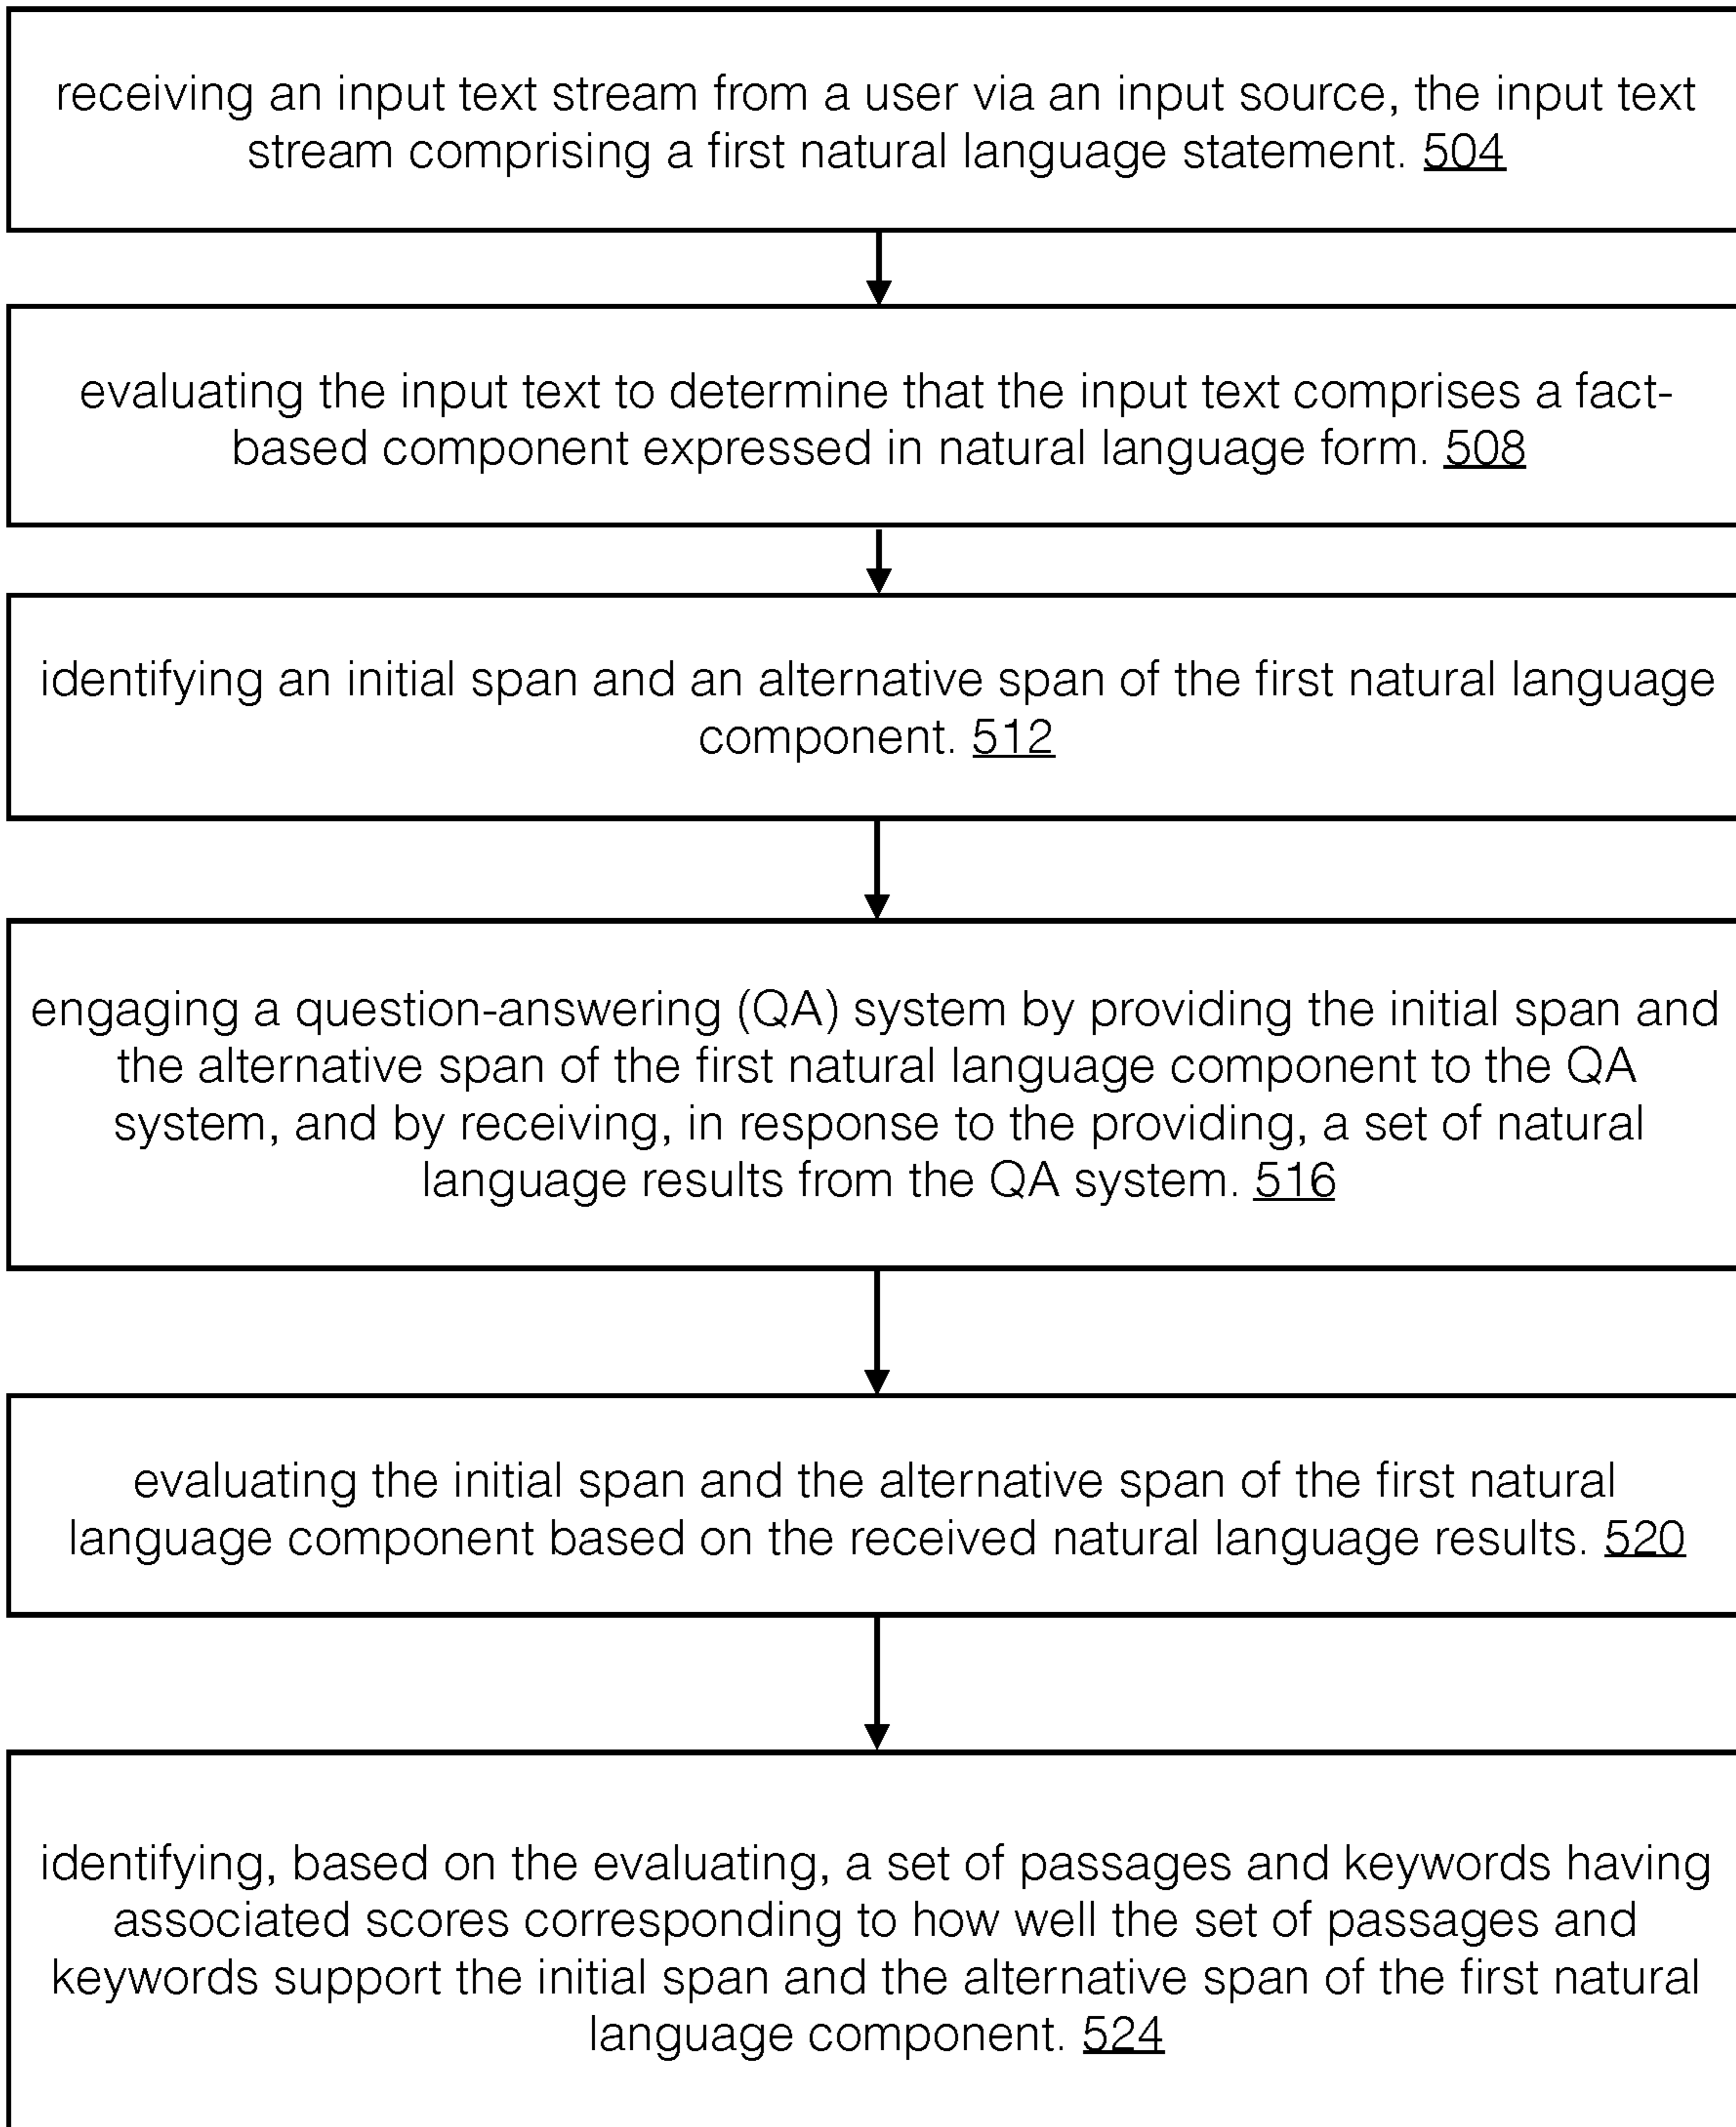 receiving an input text stream from a user via an input source, the input text
stream comprising a first natural language statement. 504
evaluating the input text to determine that the input text comprises a fact-
based component expressed in natural language form. 508
identifying an initial span and an alternative span of the first natural language
component. 512
engaging a question-answering (QA) system by providing the initial span and
the alternative span of the first natural language component to the QA
system, and by receiving, in response to the providing, a set of natural
language results from the QA system. 516
evaluating the initial span and the alternative span of the first natural
language component based on the received natural language results. 520
identifying, based on the evaluating, a set of passages and keywords having
associated scores corresponding to how well the set of passages and
keywords support the initial span and the alternative span of the first natural
language component. 524